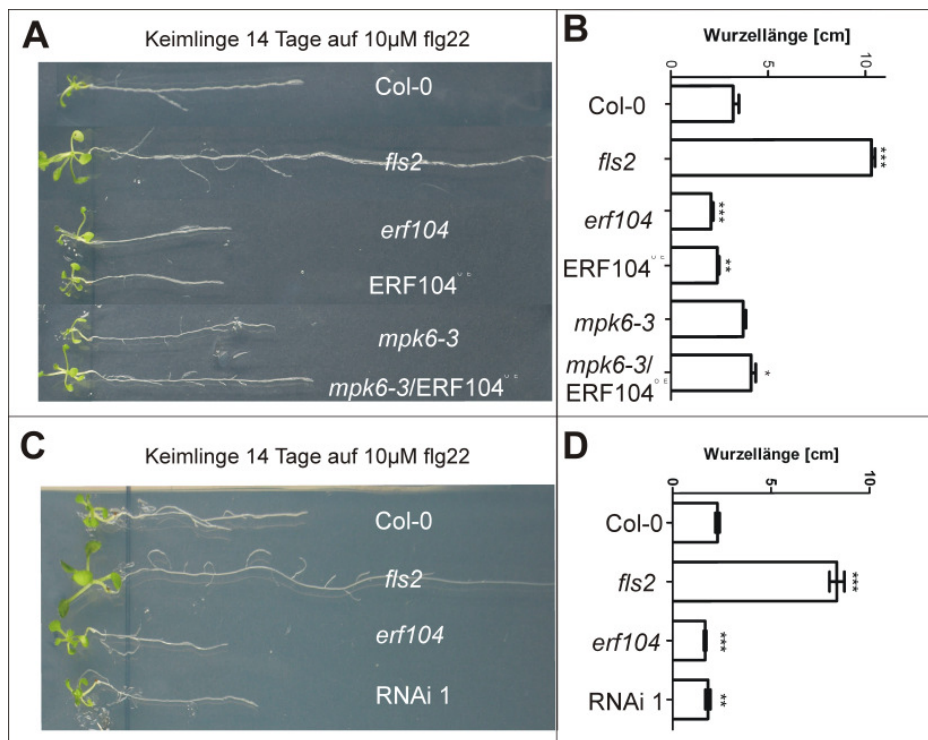 A
Keimlinge 14 Tage auf 10µM flg22
Col-0
fls2
erf104
ERF104
mpk6-3
mpk6-3/ERF104
B
Wurzellänge [cm]
0 5 10
Col-0
fls2
***
erf104
***
ERF104
**
mpk6-3
mpk6-3/
ERF104
*
C
Keimlinge 14 Tage auf 10µM flg22
Col-0
fls2
erf104
RNAi 1
D
Wurzellänge [cm]
0 5 10
Col-0
fls2
***
erf104
***
RNAi 1
**